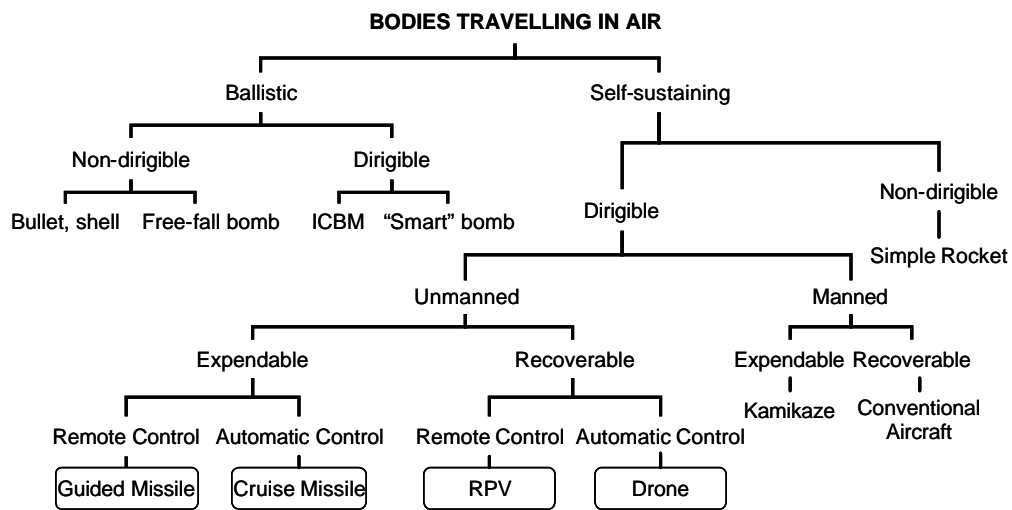 BODIES TRAVELLING IN AIR
Ballistic
Self-sustaining
Non-dirigible
Dirigible
Bullet, shell
Free-fall bomb
ICBM
“Smart” bomb
Dirigible
Non-dirigible
Simple Rocket
Unmanned
Manned
Expendable
Recoverable
Expendable
Recoverable
Kamikaze
Conventional
Aircraft
Remote Control
Automatic Control
Remote Control
Automatic Control
Guided Missile
Cruise Missile
RPV
Drone